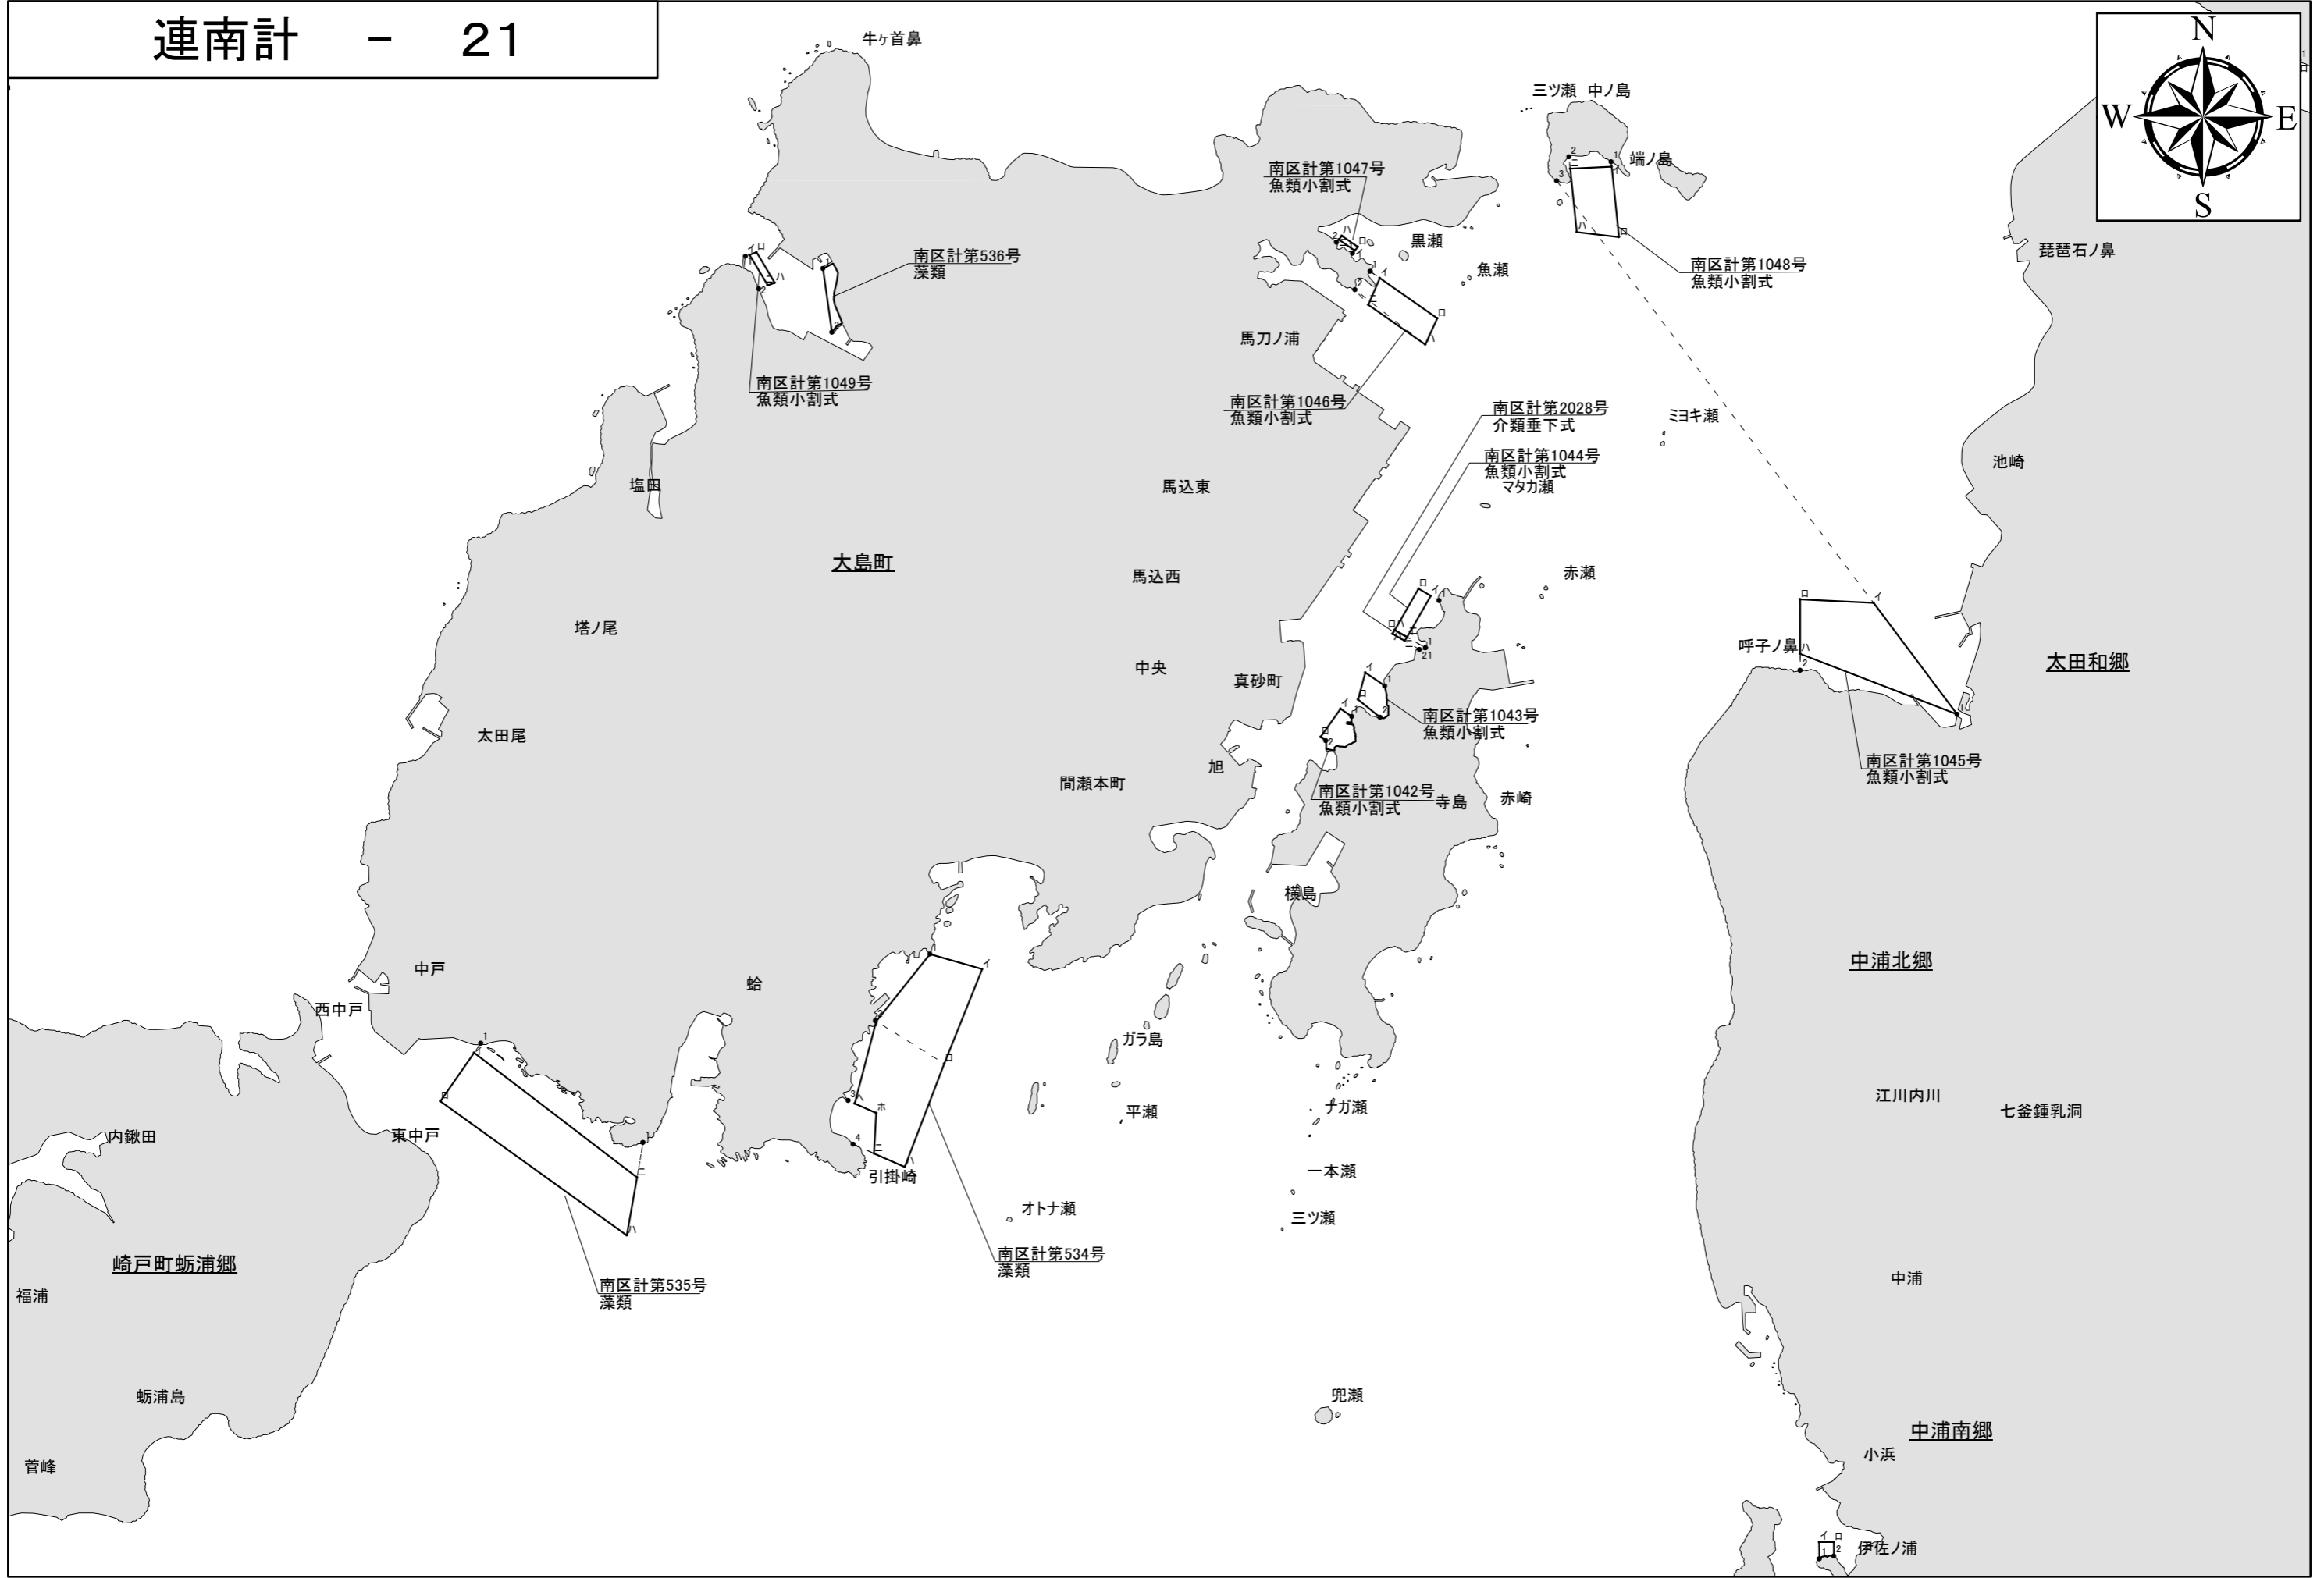 連南計 － 21
牛ヶ首鼻
N
W
E
S
三ツ瀬 中ノ島
端ノ島
南区計第1047号
魚類小割式
黒瀬
魚瀬
南区計第1048号
魚類小割式
琵琶石ノ鼻
南区計第536号
藻類
馬刀ノ浦
南区計第1049号
魚類小割式
南区計第1046号
魚類小割式
南区計第2028号
介類垂下式
ミヨキ瀬
南区計第1044号
魚類小割式
マタカ瀬
池崎
塩田
馬込東
大島町
馬込西
赤瀬
塔ノ尾
中央
真砂町
呼子ノ鼻
太田和郷
太田尾
南区計第1043号
魚類小割式
旭
間瀬本町
南区計第1042号
魚類小割式
寺島
赤崎
南区計第1045号
魚類小割式
横島
中戸
蛤
西中戸
中浦北郷
ガラ島
平瀬
ナガ瀬
江川内川
七釜鍾乳洞
内鍬田
東中戸
引掛崎
一本瀬
オトナ瀬
三ツ瀬
崎戸町蛎浦郷
福浦
南区計第535号
藻類
南区計第534号
藻類
中浦
蛎浦島
兜瀬
中浦南郷
小浜
菅峰
伊佐ノ浦